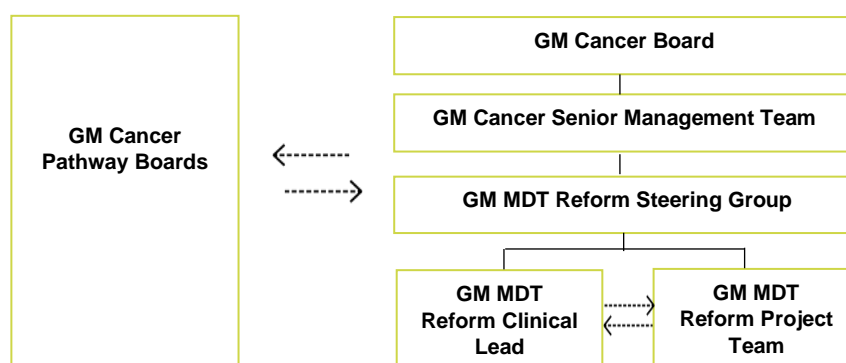 GM Cancer
Pathway Boards
GM Cancer Board
GM Cancer Senior Management Team
GM MDT Reform Steering Group
GM MDT
Reform Clinical
Lead
GM MDT
Reform Project
Team